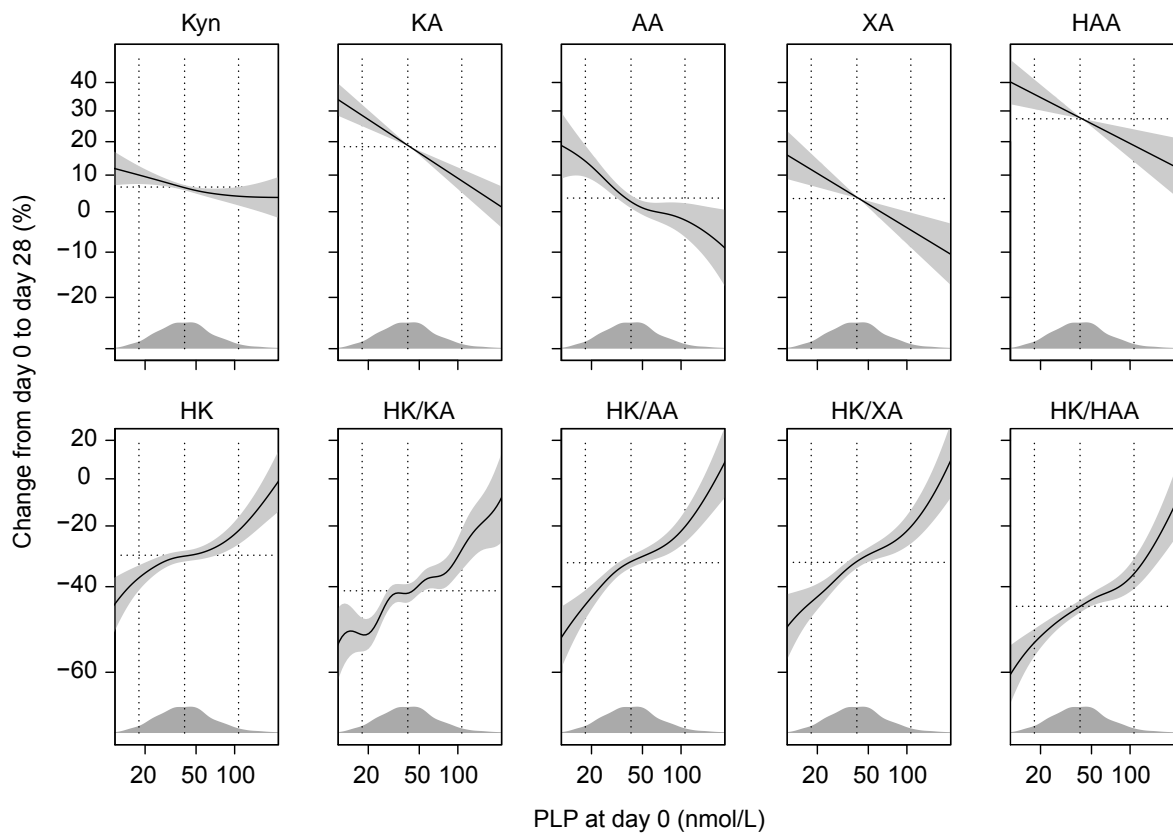 Kyn KA AA XA HAA
40
30
20
10
0
−10
−20
Change from day 0 to day 28 (%)
HK HK/KA HK/AA HK/XA HK/HAA
20
0
−20
−40
−60
20 50 100 20 50 100 20 50 100 20 50 100 20 50 100
PLP at day 0 (nmol/L)